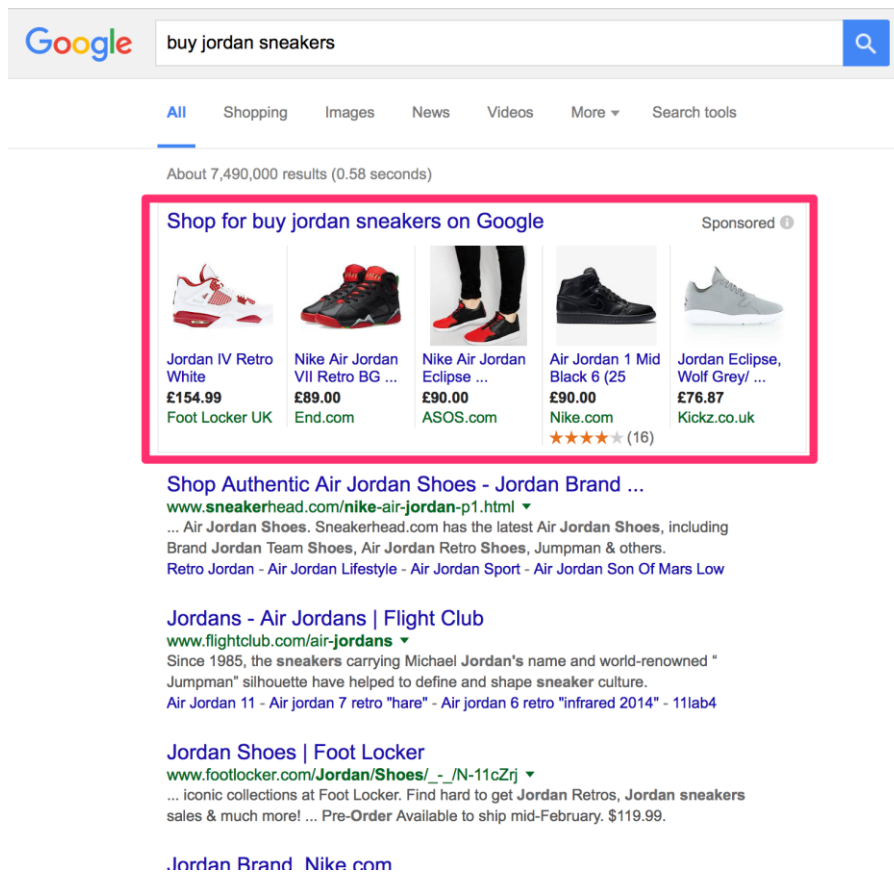 Google
buy jordan sneakers
All Shopping Images News Videos More Search tools
About 7,490,000 results (0.58 seconds)
Shop for buy jordan sneakers on Google
Sponsored
Jordan IV Retro
White
£154.99
Foot Locker UK
Nike Air Jordan
VII Retro BG ...
£89.00
End.com
Nike Air Jordan
Eclipse ...
£90.00
ASOS.com
Air Jordan 1 Mid
Black 6 (25
£90.00
Nike.com
(16)
Jordan Eclipse,
Wolf Grey/ ...
£76.87
Kickz.co.uk
Shop Authentic Air Jordan Shoes - Jordan Brand ...
www.sneakerhead.com/nike-air-jordan-p1.html
... Air Jordan Shoes. Sneakerhead.com has the latest Air Jordan Shoes, including
Brand Jordan Team Shoes, Air Jordan Retro Shoes, Jumpman & others.
Retro Jordan - Air Jordan Lifestyle - Air Jordan Sport - Air Jordan Son Of Mars Low
Jordans - Air Jordans | Flight Club
www.flightclub.com/air-jordans
Since 1985, the sneakers carrying Michael Jordan's name and world-renowned “
Jumpman” silhouette have helped to define and shape sneaker culture.
Air Jordan 11 - Air jordan 7 retro "hare" - Air jordan 6 retro "infrared 2014" - 11lab4
Jordan Shoes | Foot Locker
www.footlocker.com/Jordan/Shoes/_-_/N-11cZrj
... iconic collections at Foot Locker. Find hard to get Jordan Retros, Jordan sneakers
sales & much more! ... Pre-Order Available to ship mid-February. $119.99.
Jordan Brand. Nike.com